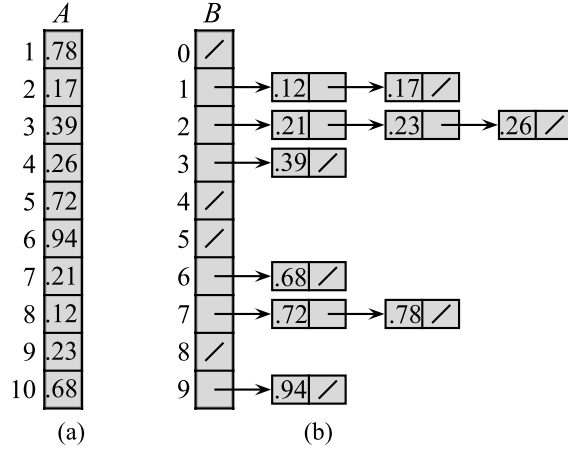 A B
1 .78 0 /
2 .17 1 .12 .17 /
3 .39 2 .21 .23 .26 /
4 .26 3 .39 /
5 .72 4 /
6 .94 5 /
7 .21 6 .68 /
8 .12 7 .72 .78 /
9 .23 8 /
10 .68 9 .94 /
(a) (b)